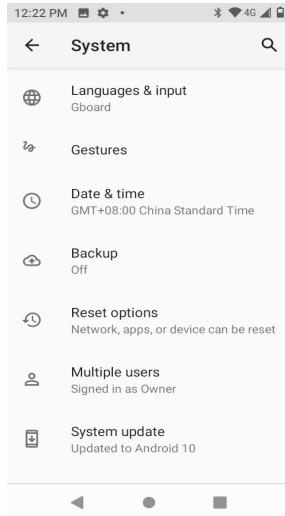 12:22 PM 4G
System
Languages & input
Gboard
Gestures
Date & time
GMT+08:00 China Standard Time
Backup
Off
Reset options
Network, apps, or device can be reset
Multiple users
Signed in as Owner
System update
Updated to Android 10